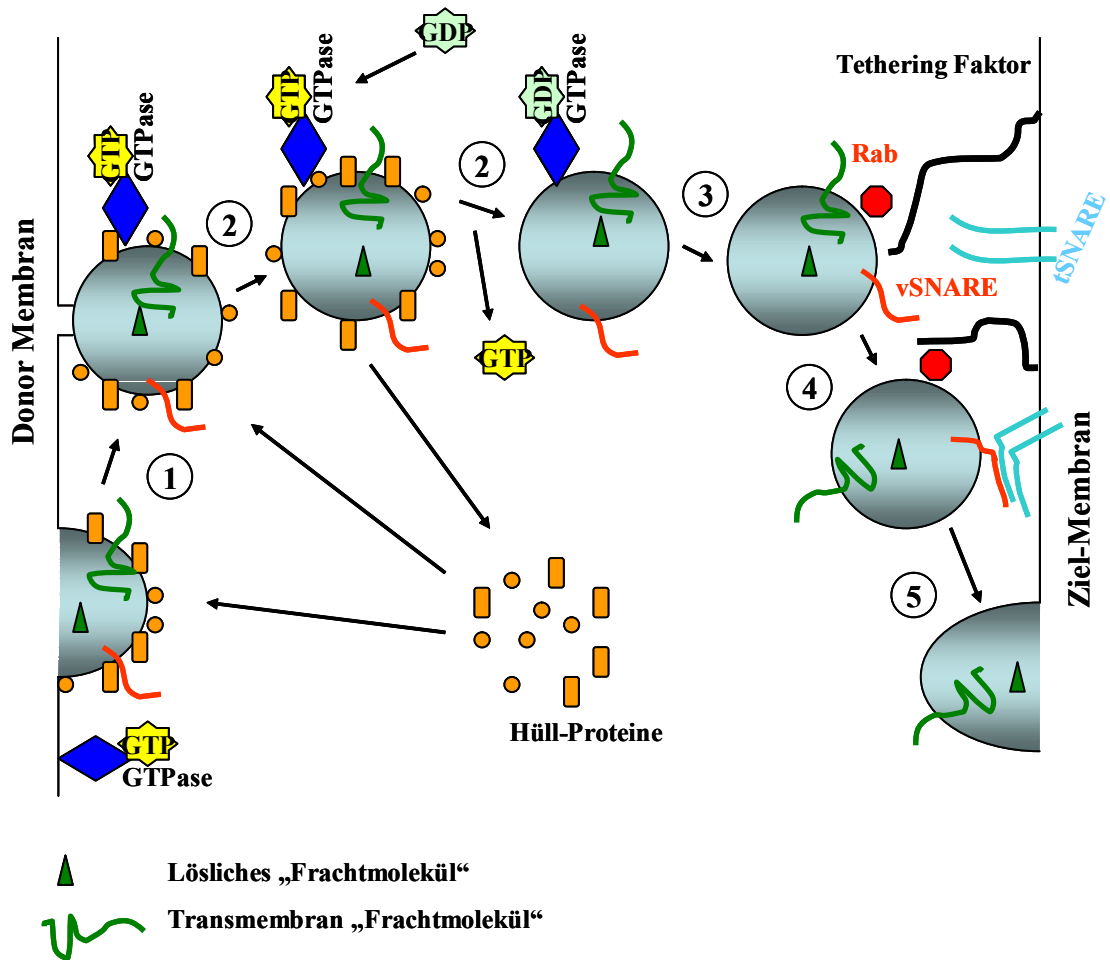 GDP
GTP
GTPase
GTP
GTPase
GDP
GTPase
Tethering Faktor
Rab
tSNARE
vSNARE
2
2
3
GTP
4
Donor Membran
1
5
Ziel-Membran
Hüll-Proteine
GTP
GTPase
Lösliches „Frachtmolekül“
Transmembran „Frachtmolekül“